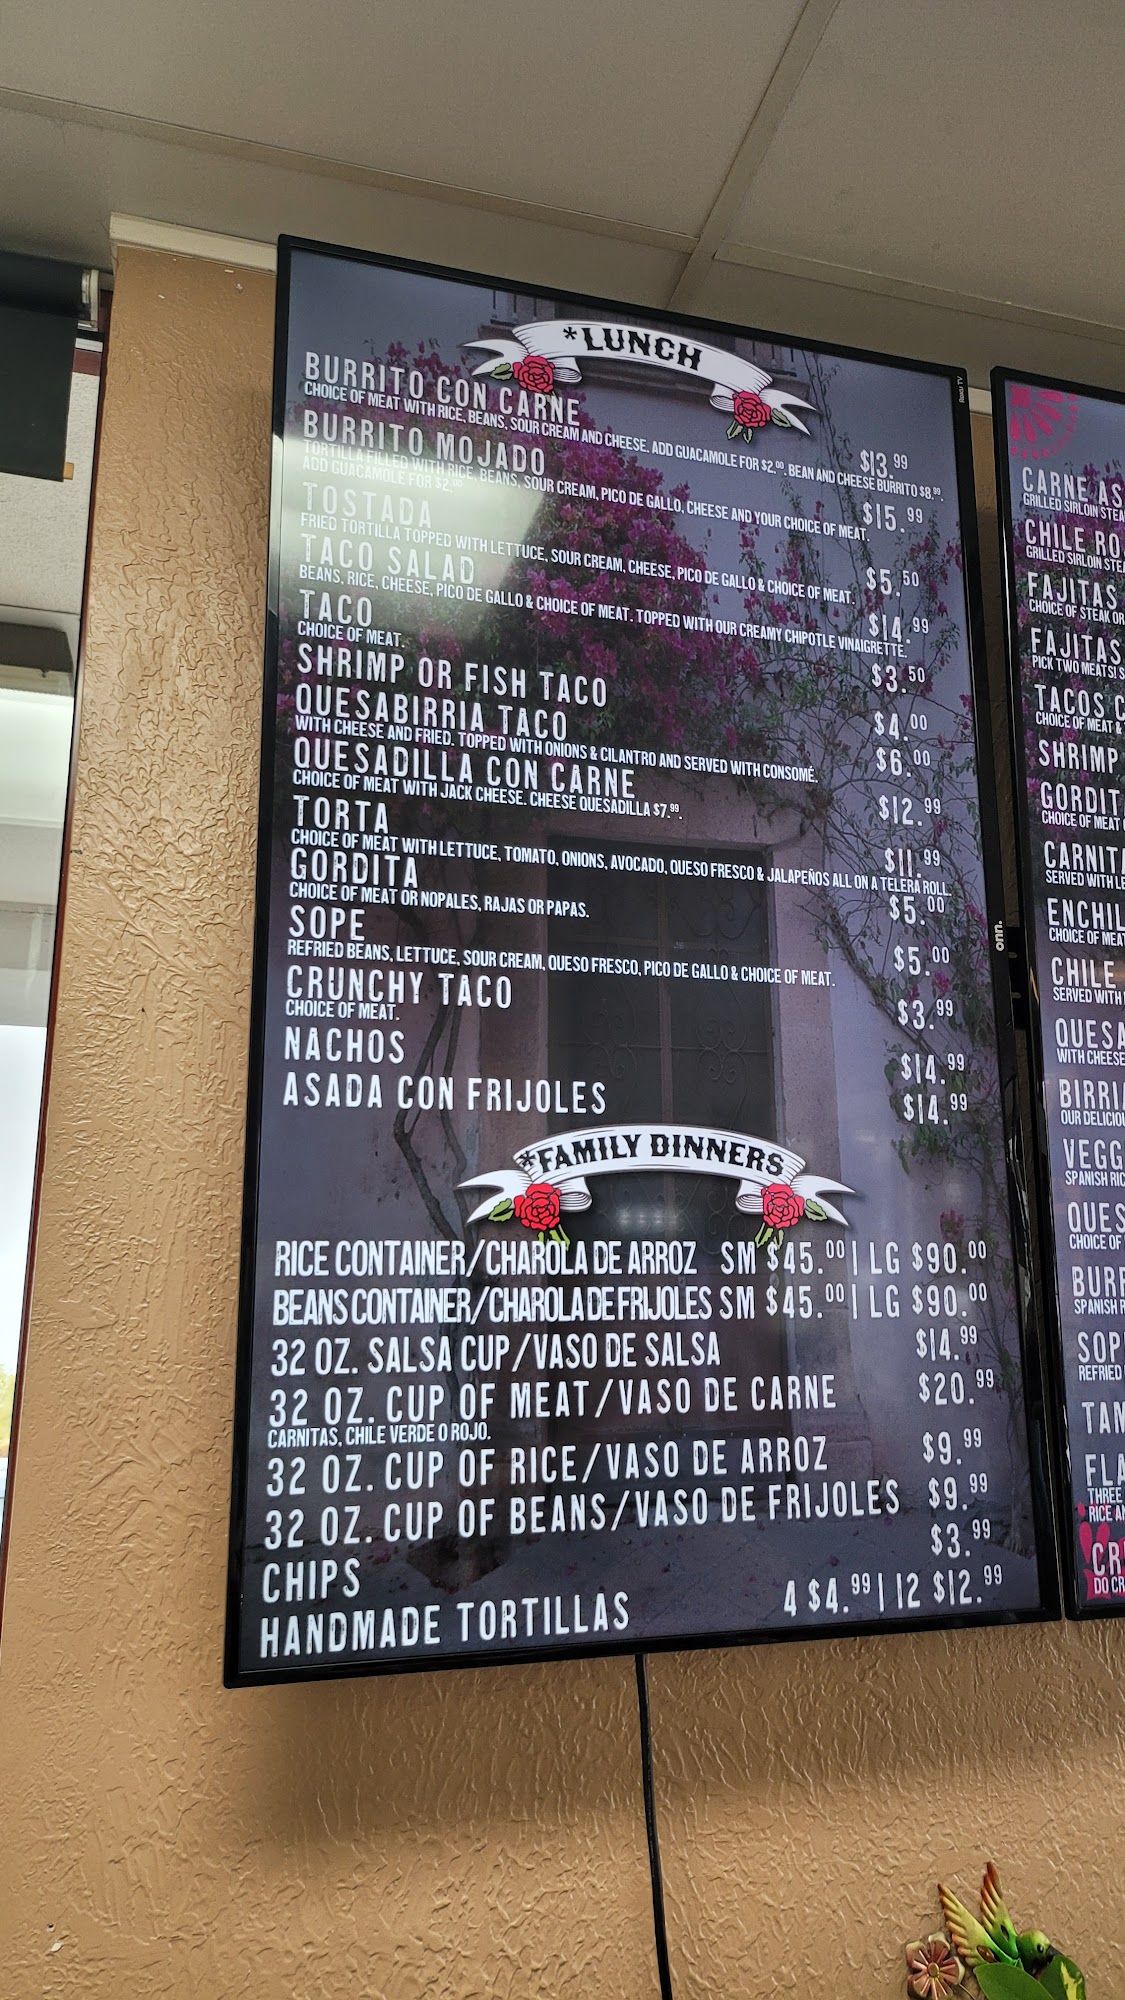 *LUNCH
BURRITO CON CARNE $13.99
CHOICE OF MEAT WITH RICE, BEANS, SOUR CREAM AND CHEESE, ADD GUACAMOLE FOR $2.00. BEAN AND CHEESE BURRITO $8.99.
BURRITO MOJADO $15.99
TORTILLA FILLED WITH RICE, BEANS, SOUR CREAM, PICO DE GALLO, CHEESE AND YOUR CHOICE OF MEAT.
ADD GUACAMOLE FOR $2.00
TOSTADA $5.50
FRIED TORTILLA TOPPED WITH LETTUCE, SOUR CREAM, CHEESE, PICO DE GALLO & CHOICE OF MEAT.
TACO SALAD $14.99
BEANS, RICE, CHEESE, PICO DE GALLO & CHOICE OF MEAT. TOPPED WITH OUR CREAMY CHIPOTLE VINAIGRETTE.
TACO $3.50
CHOICE OF MEAT.
SHRIMP OR FISH TACO $4.00
QUESABIRRIA TACO $6.00
WITH CHEESE AND FRIED. TOPPED WITH ONIONS & CILANTRO AND SERVED WITH CONSOMÉ.
QUESADILLA CON CARNE $12.99
CHOICE OF MEAT WITH JACK CHEESE. CHEESE QUESADILLA $7.99.
TORTA $11.99
CHOICE OF MEAT WITH LETTUCE, TOMATO, ONIONS, AVOCADO, QUESO FRESCO & JALAPEÑOS ALL ON A TELERA ROLL.
GORDITA $5.00
CHOICE OF MEAT OR NOPALES, RAJAS OR PAPAS.
SOPE $5.00
REFRIED BEANS, LETTUCE, SOUR CREAM, QUESO FRESCO, PICO DE GALLO & CHOICE OF MEAT.
CRUNCHY TACO $3.99
CHOICE OF MEAT.
NACHOS $14.99
ASADA CON FRIJOLES $14.99
*FAMILY DINNERS
RICE CONTAINER/CHAROLA DE ARROZ SM $45.00 | LG $90.00
BEANS CONTAINER/CHAROLA DE FRIJOLES SM $45.00 | LG $90.00
32 OZ. SALSA CUP/VASO DE SALSA $14.99
32 OZ. CUP OF MEAT/VASO DE CARNE $20.99
CARNITAS, CHILE VERDE O ROJO.
32 OZ. CUP OF RICE/VASO DE ARROZ $9.99
32 OZ. CUP OF BEANS/VASO DE FRIJOLES $9.99
CHIPS $3.99
HANDMADE TORTILLAS 4 $4.99 | 12 $12.99
Roku TV
onn.
CARNE AS
GRILLED SIRLOIN STEA
CHILE RO
GRILLED SIRLOIN STEA
FAJITAS
CHOICE OF STEAK OR
FAJITAS
PICK TWO MEATS! S
TACOS C
CHOICE OF MEAT &
SHRIMP
GORDIT
CHOICE OF MEAT
CARNIT
SERVED WITH LE
ENCHIL
CHOICE OF MEA
CHILE
SERVED WITH
QUESA
WITH CHEESE
BIRRI
OUR DELICIO
VEGG
SPANISH RIC
QUES
CHOICE OF
BURR
SPANISH R
SOP
REFRIED
TAM
FLA
THREE
RICE A
CR
DO CR